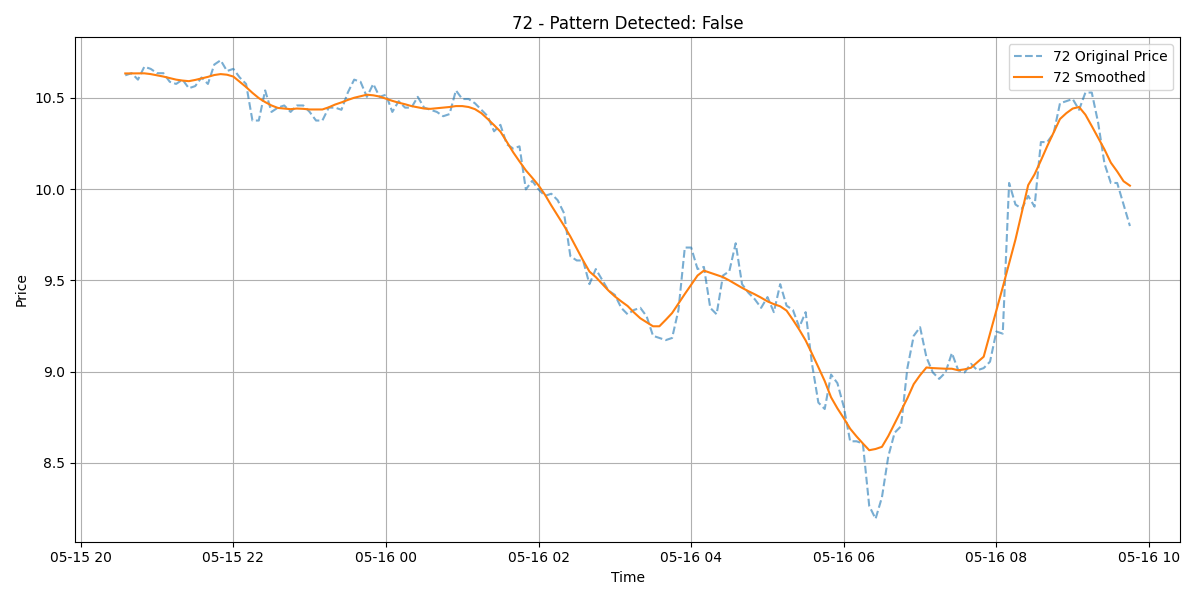 72 - Pattern Detected: False
72 Original Price
72 Smoothed
Price
10.5
10.0
9.5
9.0
8.5
05-15 20
05-15 22
05-16 00
05-16 02
05-16 04
05-16 06
05-16 08
05-16 10
Time